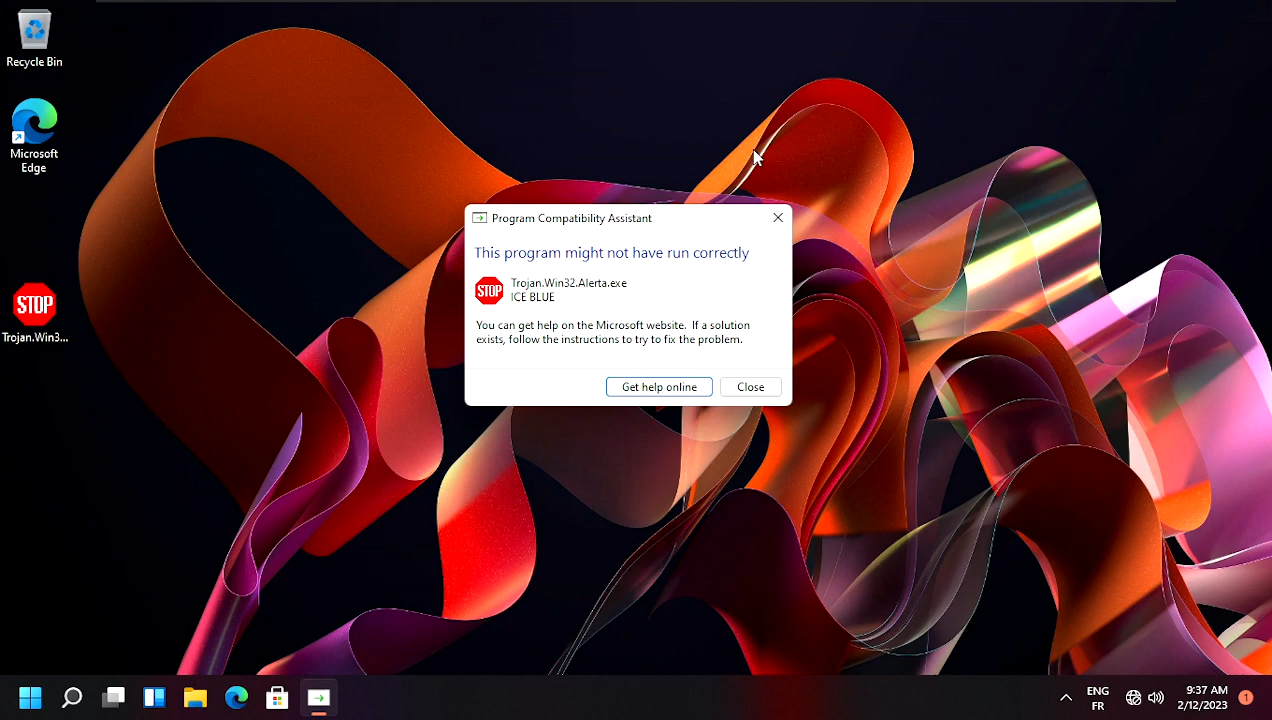 Recycle Bin
Microsoft
Edge
STOP
Trojan.Win3...
Program Compatibility Assistant
This program might not have run correctly
STOP
Trojan.Win32.Alerta.exe
ICE BLUE
You can get help on the Microsoft website. If a solution
exists, follow the instructions to try to fix the problem.
Get help online
Close
ENG
FR
9:37 AM
2/12/2023
1